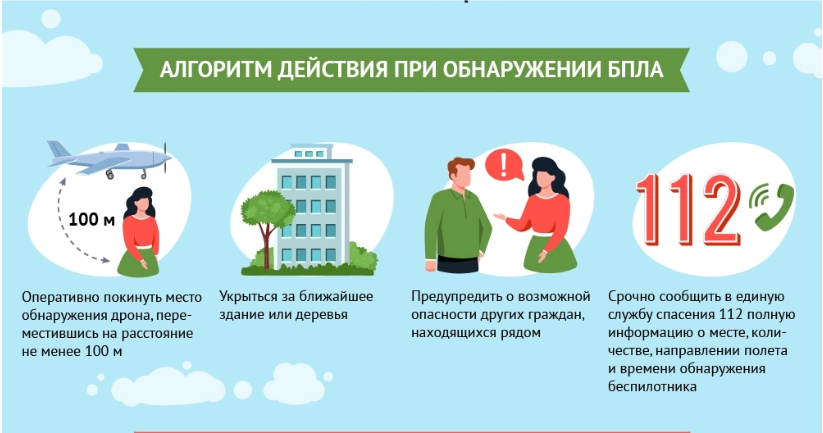 АЛГОРИТМ ДЕЙСТВИЯ ПРИ ОБНАРУЖЕНИИ БПЛА
100 м
112
Оперативно покинуть место
обнаружения дрона, пере-
местившись на расстояние
не менее 100 м
Укрыться за ближайшее
здание или деревья
Предупредить о возможной
опасности других граждан,
находящихся рядом
Срочно сообщить в единую
службу спасения 112 полную
информацию о месте, коли-
честве, направлении полета
и времени обнаружения
беспилотника